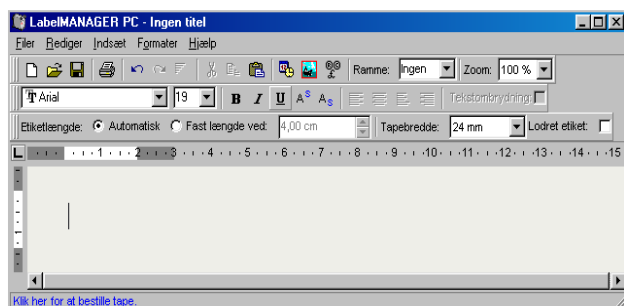 LabelMANAGER PC - Ingen titel
Filer Rediger Indsæt Formater Hjælp
Ramme: Ingen Zoom: 100 %
Arial 19 B I U A S A S Tekstombrydning:
Etiketlængde: Automatisk Fast længde ved: 4,00 cm Tapebredde: 24 mm Lodret etiket:
L 1 2 3 4 5 6 7 8 9 10 11 12 13 14 15
1
Klik her for at bestille tape.